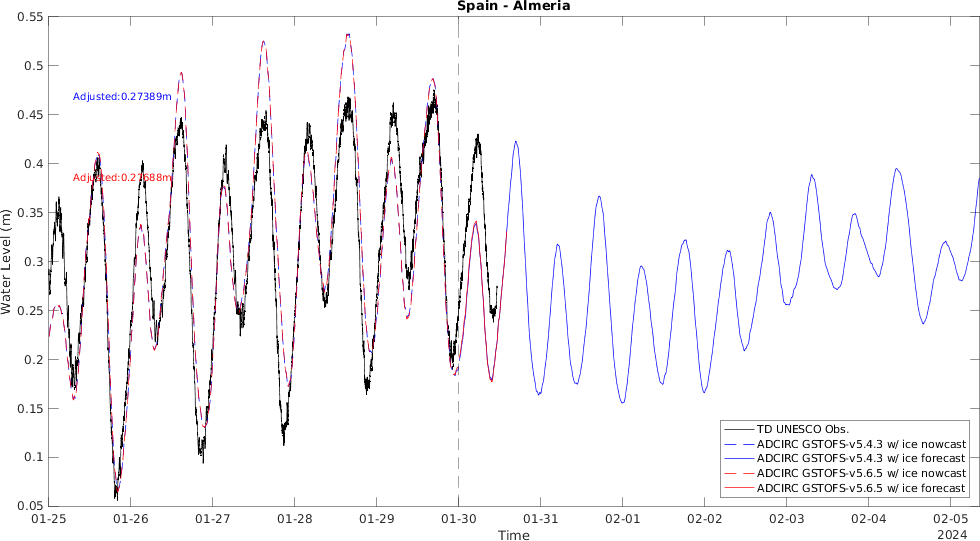 Spain - Almeria
0.55
0.5
0.45
0.4
0.35
0.3
0.25
0.2
0.15
0.1
0.05
Water Level (m)
Adjusted:0.27389m
Adjusted:0.27688m
TD UNESCO Obs.
ADCIRC GSTOFS-v5.4.3 w/ ice nowcast
ADCIRC GSTOFS-v5.4.3 w/ ice forecast
ADCIRC GSTOFS-v5.6.5 w/ ice nowcast
ADCIRC GSTOFS-v5.6.5 w/ ice forecast
01-25 01-26 01-27 01-28 01-29 01-30 01-31 02-01 02-02 02-03 02-04 02-05
Time
2024